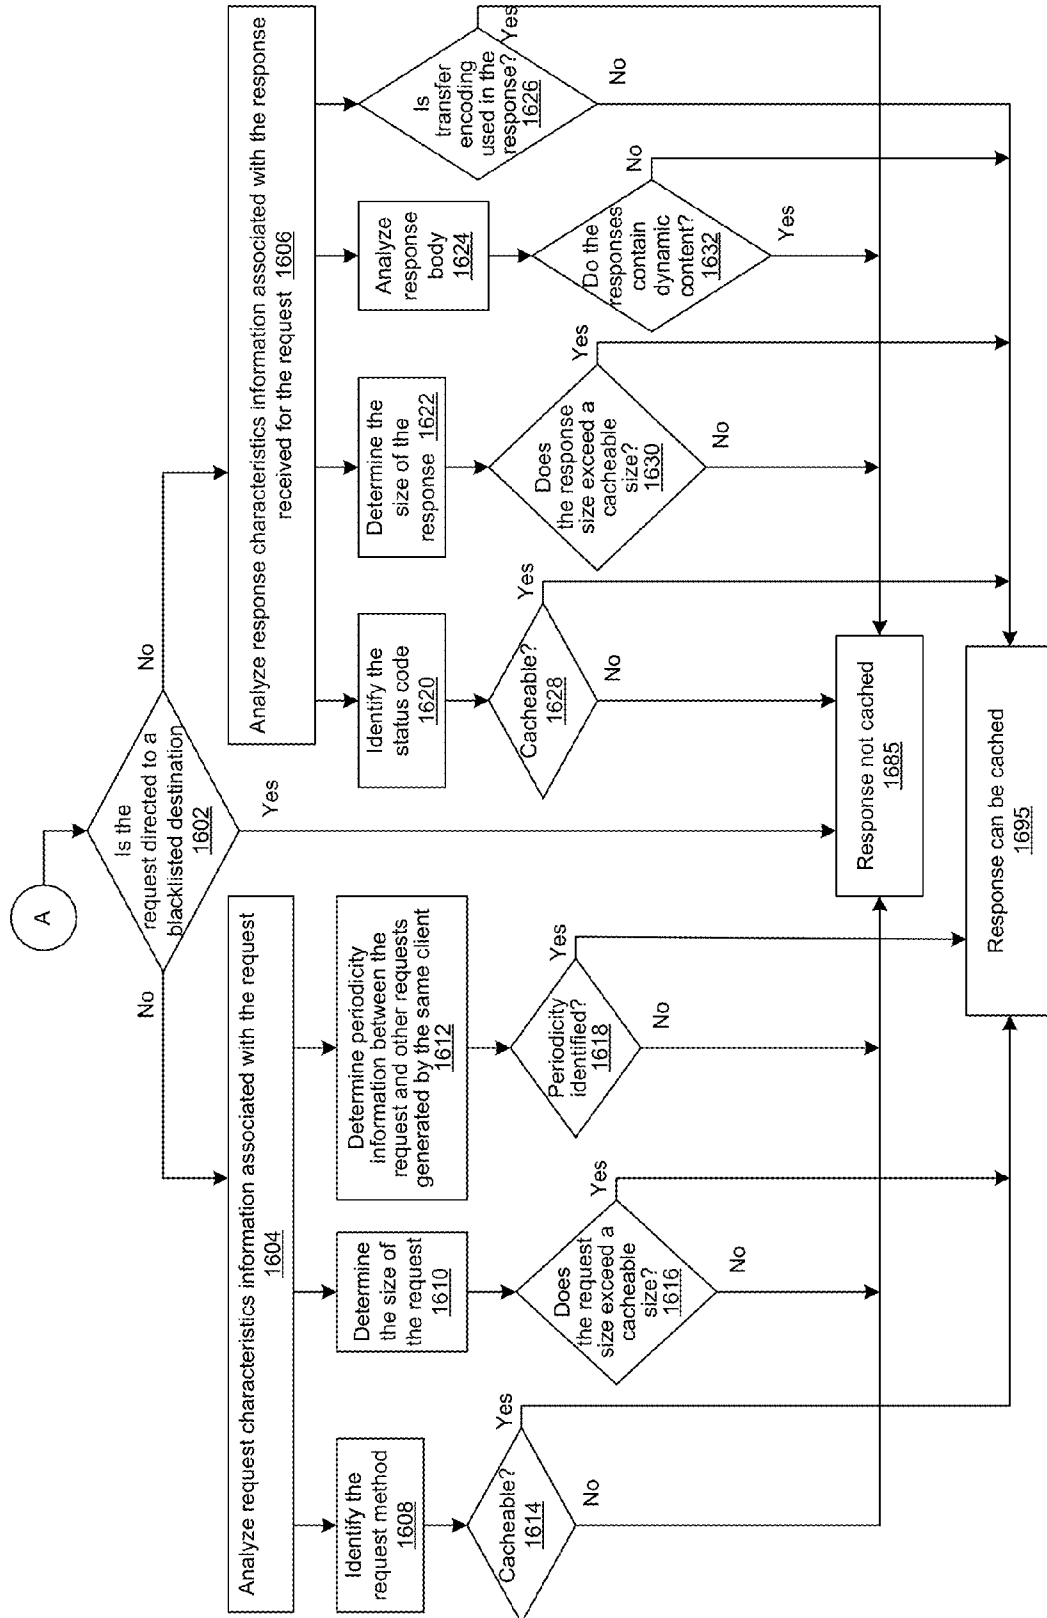 A
Is the
request directed to a
blacklisted destination
1602
No
No
Yes
Analyze request characteristics information associated with the request
1604
Identify the
request method
1608
Cacheable?
1614
Yes
No
Determine
the size of
the request
1610
Does
the request
size exceed a
cacheable
size?
1616
Yes
No
Determine periodicity
information between the
request and other requests
generated by the same client
1612
Periodicity
identified?
1618
Yes
No
Analyze response characteristics information associated with the response
received for the request 1606
Identify the
status code
1620
Cacheable?
1628
Yes
No
Determine the
size of the
response 1622
Does
the response
size exceed a
cacheable
size?
1630
Yes
No
Analyze
response
body
1624
Do the
responses
contain
dynamic
content?
1632
No
Yes
Is
transfer
encoding
used in the
response?
1626
Yes
No
Response not cached
1685
Response can be cached
1695